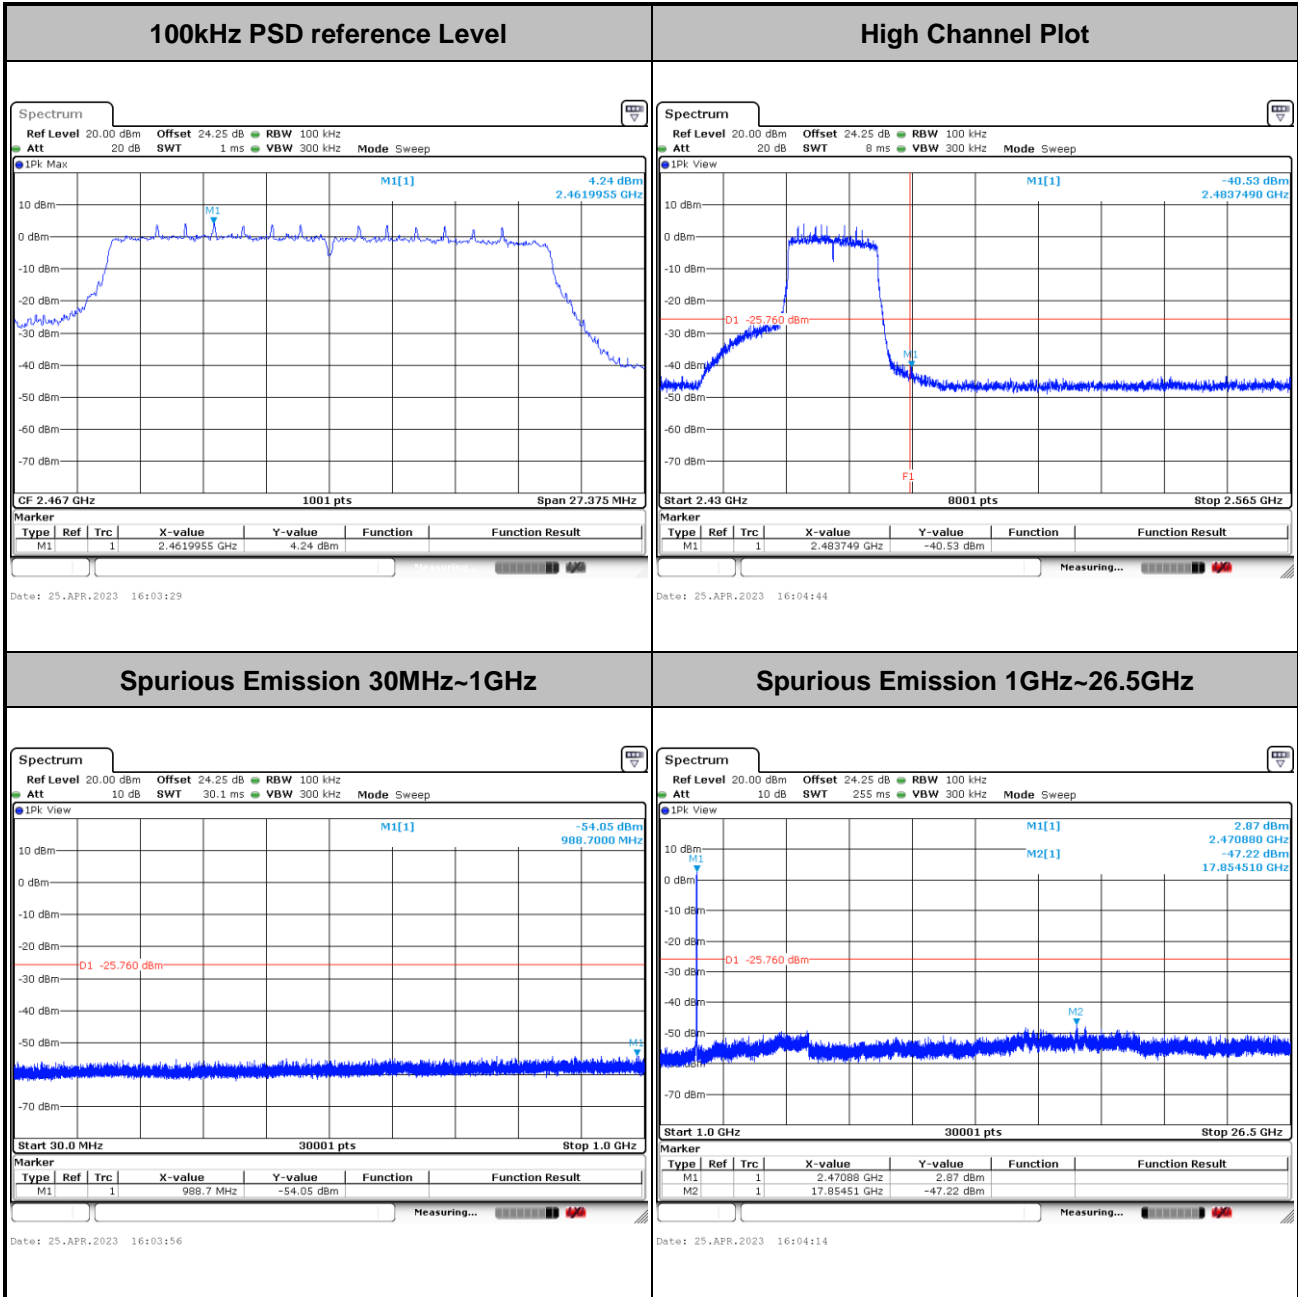 100kHz PSD reference Level
High Channel Plot
Spectrum
Ref Level 20.00 dBm Offset 24.25 dB RBW 100 kHz
Att 20 dB SWT 1 ms VBW 300 kHz Mode Sweep
1Pk Max
M1[1] 4.24 dBm
2.4619955 GHz
10 dBm
M1
0 dBm
-10 dBm
-20 dBm
-30 dBm
-40 dBm
-50 dBm
-60 dBm
-70 dBm
CF 2.467 GHz 1001 pts Span 27.375 MHz
Marker
Type Ref Trc X-value Y-value Function Function Result
M1 1 2.4619955 GHz 4.24 dBm
Measuring...
Date: 25.APR.2023 16:03:29
Spectrum
Ref Level 20.00 dBm Offset 24.25 dB RBW 100 kHz
Att 20 dB SWT 8 ms VBW 300 kHz Mode Sweep
1Pk View
M1[1] -40.53 dBm
2.4837490 GHz
10 dBm
0 dBm
-10 dBm
-20 dBm
D1 -25.760 dBm
-30 dBm
M1
-40 dBm
-50 dBm
-60 dBm
-70 dBm
F1
Start 2.43 GHz 8001 pts Stop 2.565 GHz
Marker
Type Ref Trc X-value Y-value Function Function Result
M1 1 2.483749 GHz -40.53 dBm
Measuring...
Date: 25.APR.2023 16:04:44
Spurious Emission 30MHz~1GHz
Spurious Emission 1GHz~26.5GHz
Spectrum
Ref Level 20.00 dBm Offset 24.25 dB RBW 100 kHz
Att 10 dB SWT 30.1 ms VBW 300 kHz Mode Sweep
1Pk View
M1[1] -54.05 dBm
988.7000 MHz
10 dBm
0 dBm
-10 dBm
-20 dBm
D1 -25.760 dBm
-30 dBm
-40 dBm
-50 dBm
M1
-70 dBm
Start 30.0 MHz 30001 pts Stop 1.0 GHz
Marker
Type Ref Trc X-value Y-value Function Function Result
M1 1 988.7 MHz -54.05 dBm
Measuring...
Date: 25.APR.2023 16:03:56
Spectrum
Ref Level 20.00 dBm Offset 24.25 dB RBW 100 kHz
Att 10 dB SWT 255 ms VBW 300 kHz Mode Sweep
1Pk View
M1[1] 2.87 dBm
2.470880 GHz
M2[1] -47.22 dBm
17.854510 GHz
10 dBm
M1
0 dBm
-10 dBm
-20 dBm
D1 -25.760 dBm
-30 dBm
-40 dBm
M2
-50 dBm
-70 dBm
Start 1.0 GHz 30001 pts Stop 26.5 GHz
Marker
Type Ref Trc X-value Y-value Function Function Result
M1 1 2.47088 GHz 2.87 dBm
M2 1 17.85451 GHz -47.22 dBm
Measuring...
Date: 25.APR.2023 16:04:14